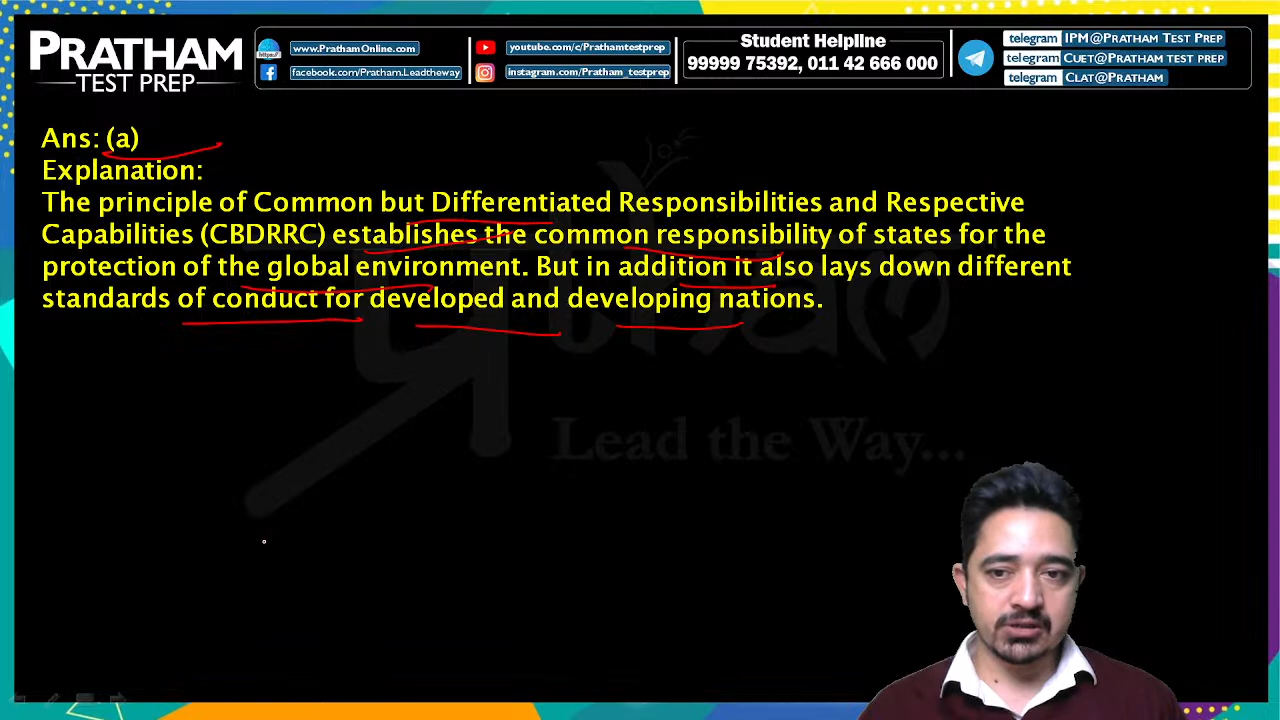 PRATHAM
TEST PREP
https://
www.PrathamOnline.com
facebook.com/Pratham.Leadtheway
youtube.com/c/Prathamtestprep
instagram.com/Pratham_testprep
Student Helpline
99999 75392, 011 42 666 000
telegram IPM@PRATHAM TEST PREP
telegram CUET@PRATHAM TEST PREP
telegram CLAT@PRATHAM
Ans: (a)
Explanation:
The principle of Common but Differentiated Responsibilities and Respective
Capabilities (CBDRRC) establishes the common responsibility of states for the
protection of the global environment. But in addition it also lays down different
standards of conduct for developed and developing nations.
Lead the Way...